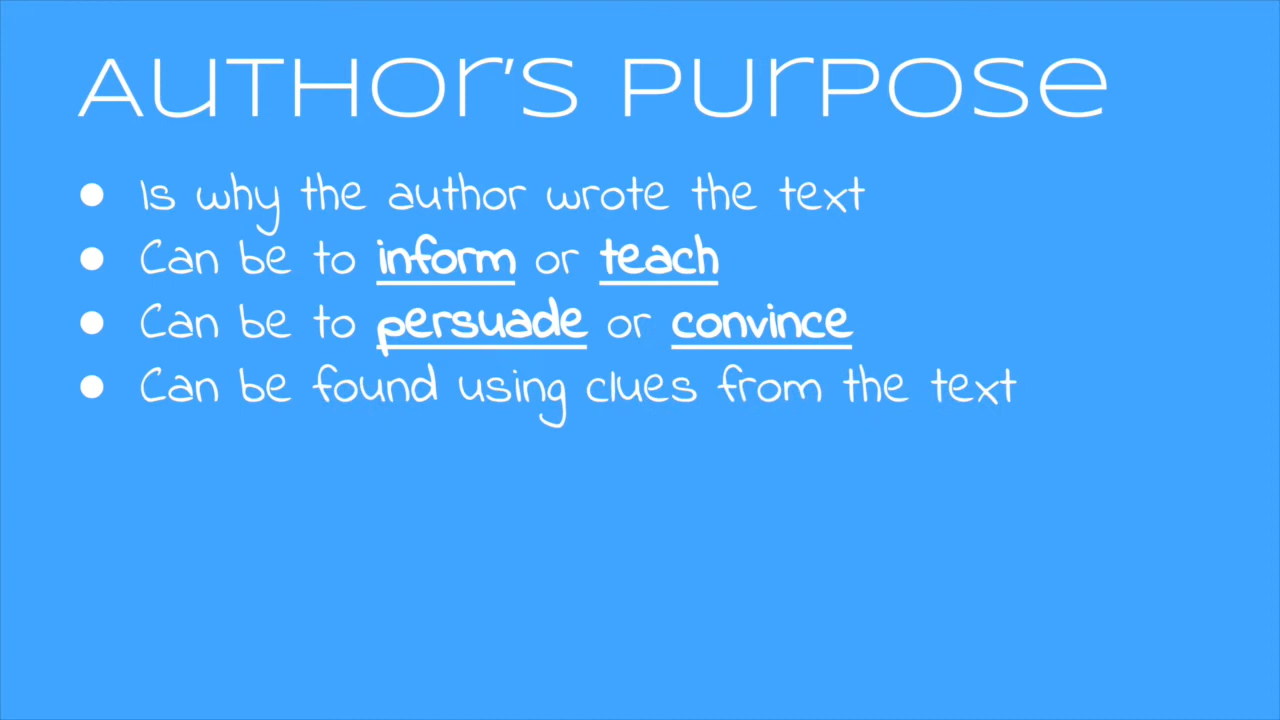 Author's Purpose
● Is why the author wrote the text
● Can be to inform or teach
● Can be to persuade or convince
● Can be found using clues from the text